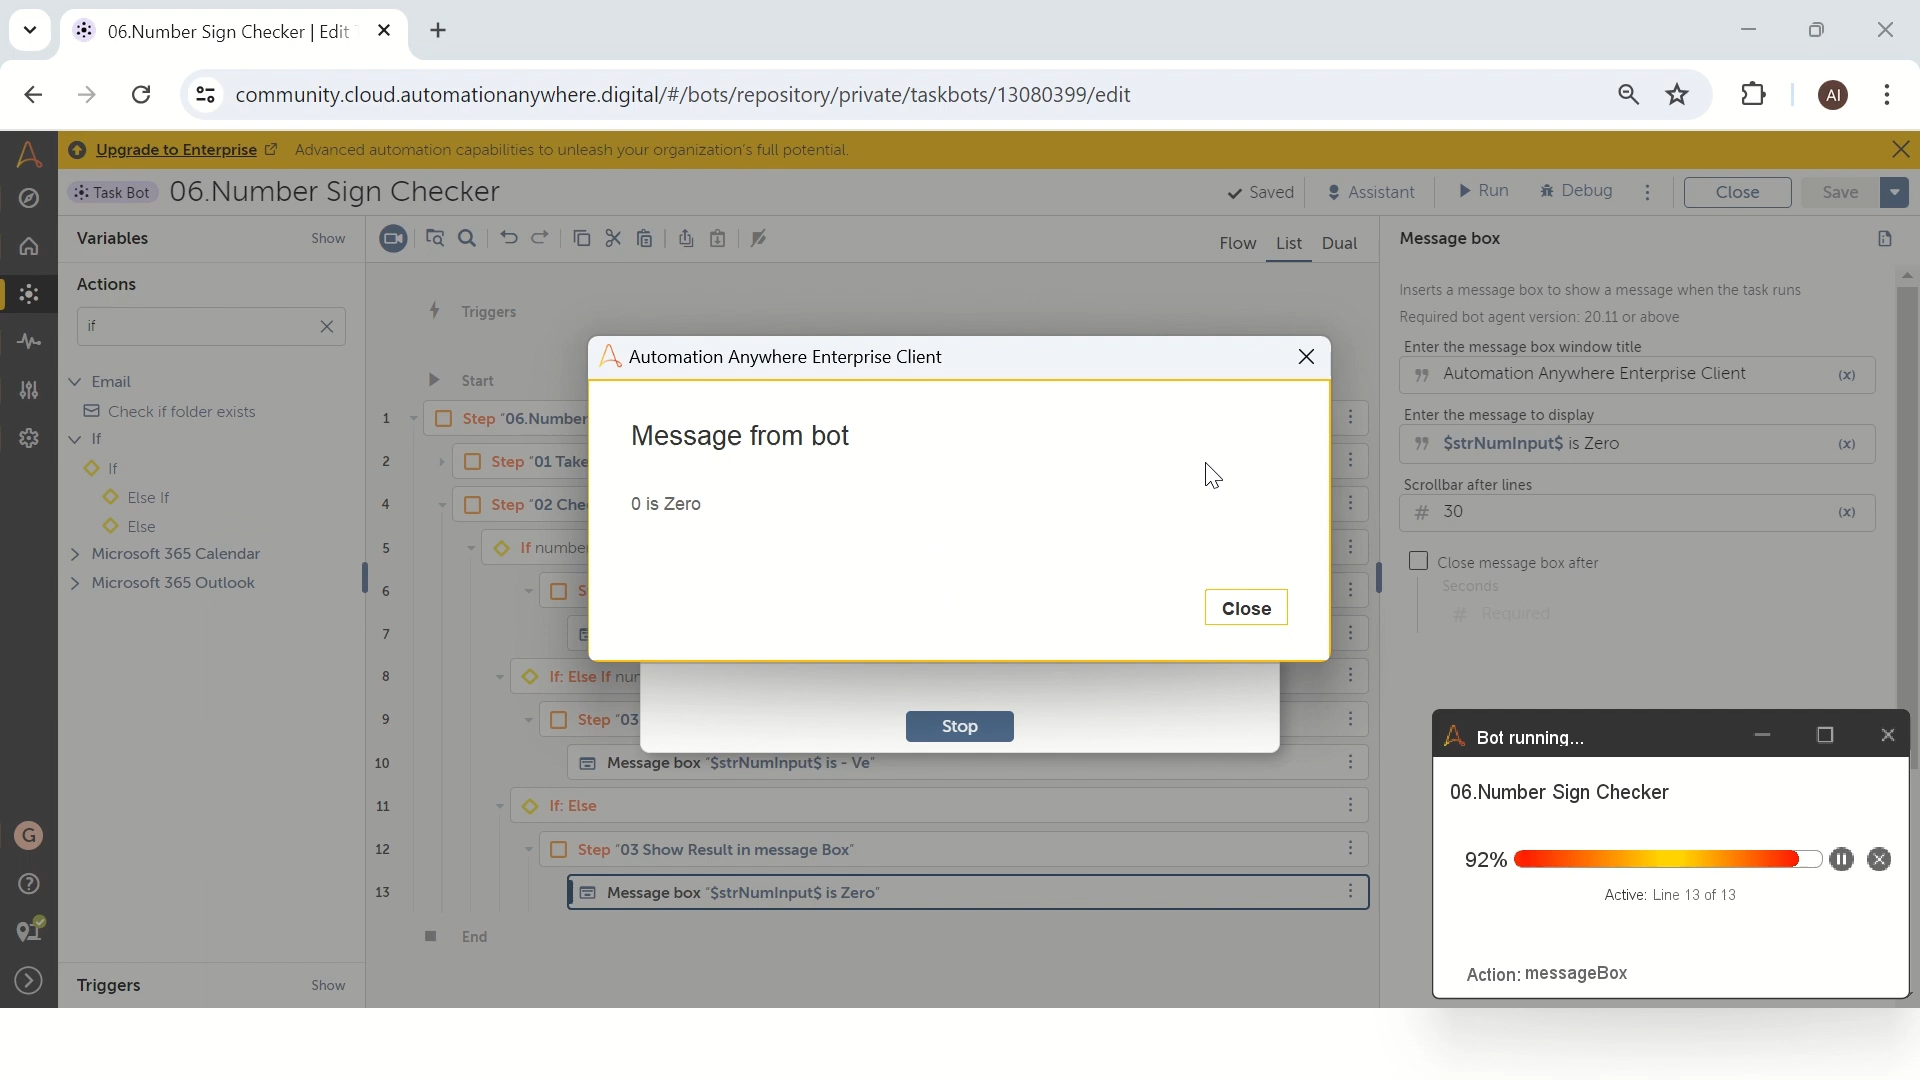 06.Number Sign Checker | Edit
community.cloud.automationanywhere.digital/#/bots/repository/private/taskbots/13080399/edit
AI
Upgrade to Enterprise Advanced automation capabilities to unleash your organization's full potential.
Task Bot 06.Number Sign Checker
Saved Assistant Run Debug Close Save
Variables Show
Flow List Dual
Message box
Actions
if
Inserts a message box to show a message when the task runs
Required bot agent version: 20.11 or above
Triggers
Enter the message box window title
Automation Anywhere Enterprise Client (x)
Email
Check if folder exists
If
If
Else If
Else
Microsoft 365 Calendar
Microsoft 365 Outlook
Start
1 Step "06.Number
2 Step "01 Take
4 Step "02 Che
5 If numbe
6 S
7
8 If: Else If nu
9 Step "03
10 Message box "$strNumInput$ is - Ve"
11 If: Else
12 Step "03 Show Result in message Box"
13 Message box "$strNumInput$ is Zero"
End
Automation Anywhere Enterprise Client
Message from bot
0 is Zero
Close
Stop
Enter the message to display
$strNumInput$ is Zero (x)
Scrollbar after lines
# 30 (x)
Close message box after
Seconds
# Required
Bot running...
06.Number Sign Checker
92%
Active: Line 13 of 13
Action: messageBox
G
Triggers Show